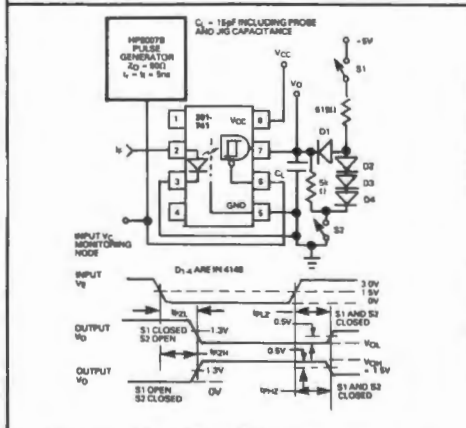 CL = 15pF INCLUDING PROBE
AND JIG CAPACITANCE
HP8007B
PULSE
GENERATOR
ZO = 50Ω
tr = tf = 5ns
VCC
VO
+5V
S1
619Ω
1
VCC
8
D1
2
7
D2
IF
CL
5k
Ω
D3
3
6
D4
4
GND
5
S2
INPUT VC
MONITORING
NODE
D1-4 ARE IN 4148
INPUT
3.0V
1.5V
0V
tPZL
tPLZ
S1 AND S2
CLOSED
0.5V
OUTPUT
VO
S1 CLOSED
S2 OPEN
1.3V
VOL
tPZH
0.5V
VOH
OUTPUT
VO
1.3V
S1 OPEN
S2 CLOSED
0V
tPHZ
S1 AND S2
CLOSED